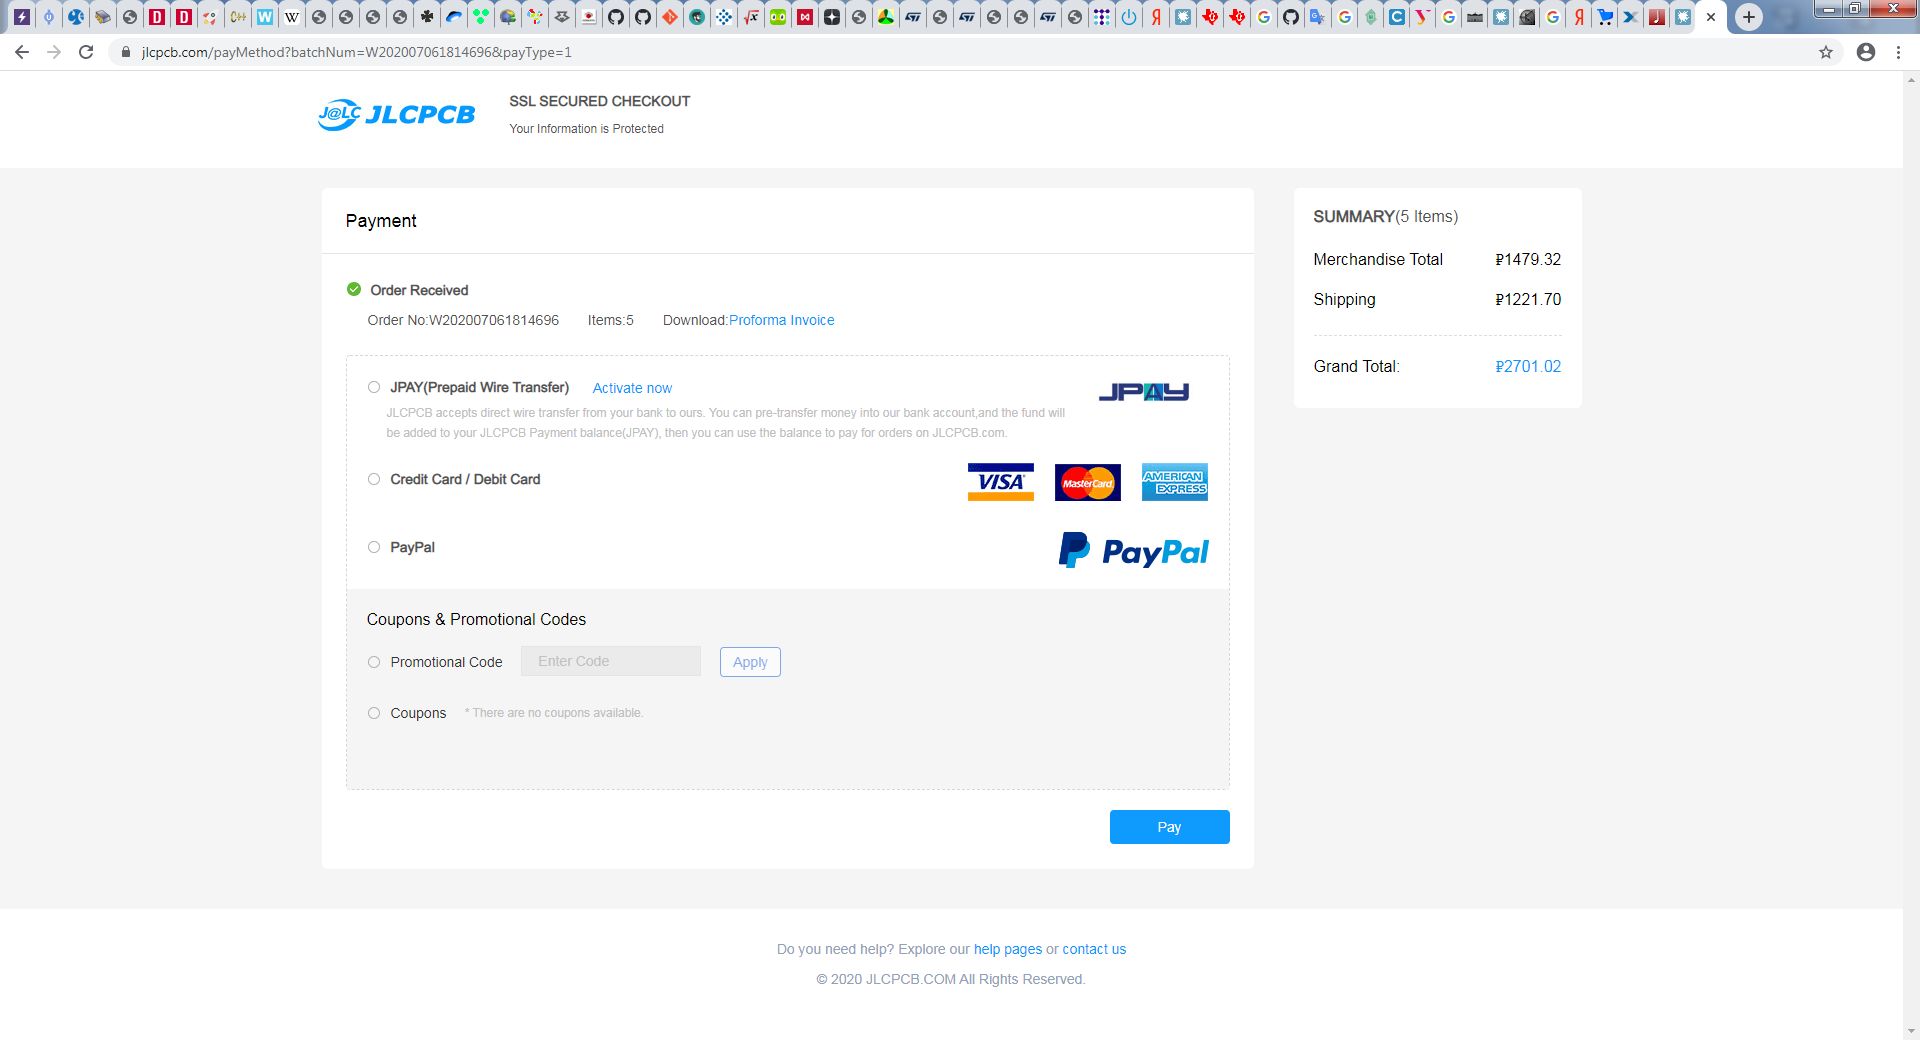 jlcpcb.com/payMethod?batchNum=W202007061814696&payType=1
J@LC JLCPCB
SSL SECURED CHECKOUT
Your Information is Protected
Payment
Order Received
Order No:W202007061814696 Items:5 Download:Proforma Invoice
JPAY(Prepaid Wire Transfer) Activate now JPAY
JLCPCB accepts direct wire transfer from your bank to ours. You can pre-transfer money into our bank account,and the fund will
be added to your JLCPCB Payment balance(JPAY), then you can use the balance to pay for orders on JLCPCB.com.
Credit Card / Debit Card VISA MasterCard AMERICAN EXPRESS
PayPal PayPal
Coupons & Promotional Codes
Promotional Code Enter Code Apply
Coupons * There are no coupons available.
Pay
SUMMARY(5 Items)
Merchandise Total ₽1479.32
Shipping ₽1221.70
Grand Total: ₽2701.02
Do you need help? Explore our help pages or contact us
© 2020 JLCPCB.COM All Rights Reserved.